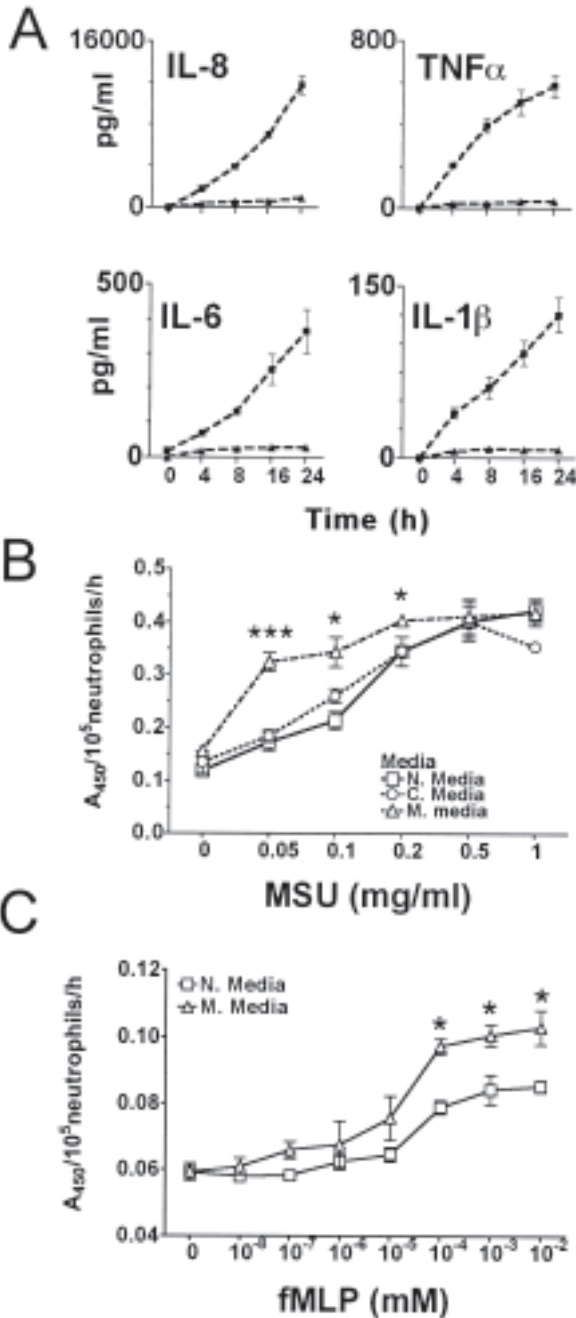 A
16000
IL-8
pg/ml
0
800
TNFα
0
500
IL-6
pg/ml
0
0 4 8 16 24
150
IL-1β
0
0 4 8 16 24
Time (h)
B
A₄₅₀/10⁵neutrophils/h
0.5
0.4
0.3
0.2
0.1
0.0
***
*
*
Media
N. Media
C. Media
M. media
0 0.05 0.1 0.2 0.5 1
MSU (mg/ml)
C
A₄₅₀/10⁵neutrophils/h
0.12
0.10
0.08
0.06
0.04
N. Media
M. Media
*
*
*
0 10⁻⁸ 10⁻⁷ 10⁻⁶ 10⁻⁵ 10⁻⁴ 10⁻³ 10⁻²
fMLP (mM)